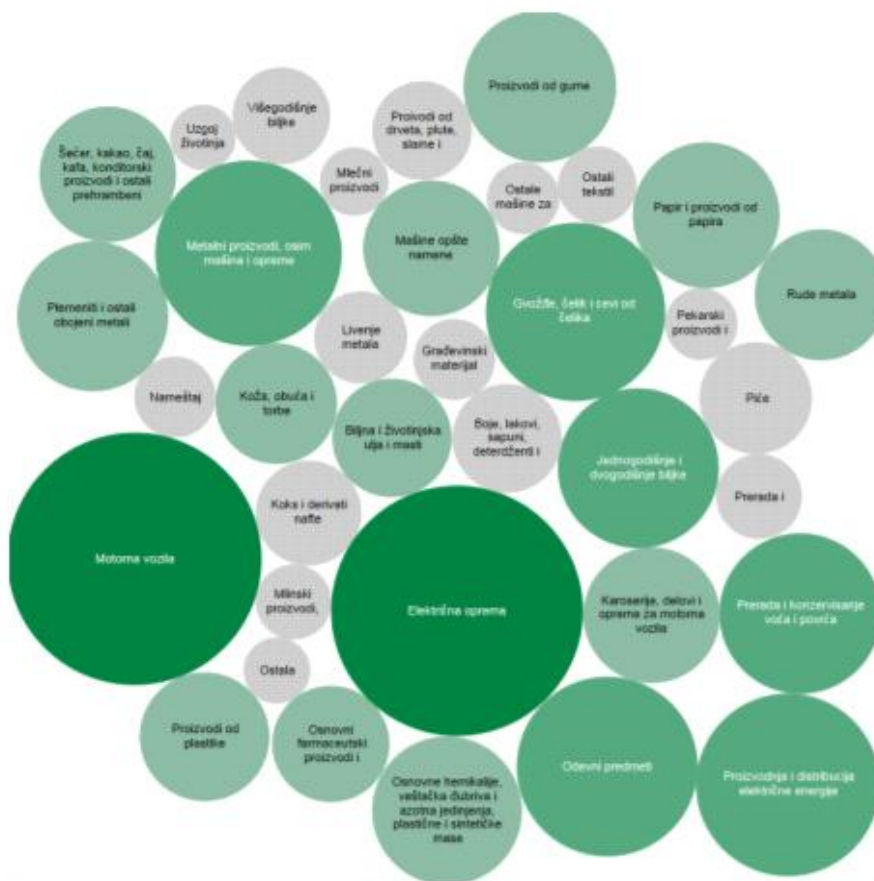 Proizvodi od gume
Višegodišnje
biljke
Uzgoj
životinja
Proivodi od
drveta, plute,
slame i
Šećer, kakao, čaj,
kafa, konditorski
proizvodi i ostali
prehrambeni
Mlečni
proizvodi
Ostale
mašine za
Ostali
tekstil
Papir i proizvodi od
papira
Metalni proizvodi, osim
mašina i opreme
Mašine opšte
namene
Gvožđe, čelik i cevi od
čelika
Rude metala
Plemeniti i ostali
obojeni metali
Livenje
metala
Građevinski
materijal
Pekarski
proizvodi i
Nameštaj
Koža, obuća i
torbe
Biljna i životinjska
ulja i masti
Boje, lakovi,
sapuni,
deterdženti i
Piće
Jednogodišnje i
dvogodišnje biljke
Prerada i
Koks i derivati
nafte
Motorna vozila
Mlinski
proizvodi,
Električna oprema
Karoserije, delovi i
oprema za motorna
vozila
Prerada i konzervisanje
voća i povrća
Ostala
Proizvodi od
plastike
Osnovni
farmaceutski
proizvodi i
Osnovne hemikalije,
veštačka đubriva i
azotna jedinjenja,
plastične i sintetičke
mase
Odevni predmeti
Proizvodnja i distribucija
električne energije